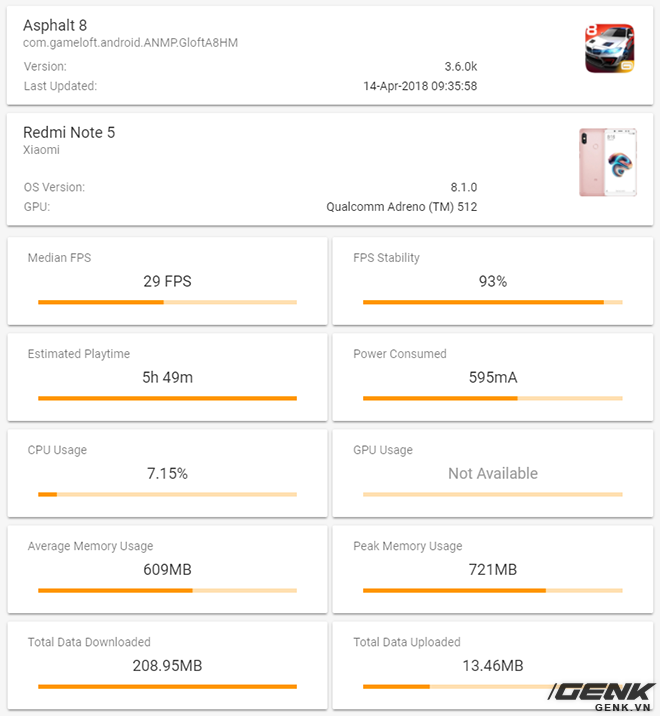 Asphalt 8
com.gameloft.android.ANMP.GloftA8HM
Version: 3.6.0k
Last Updated: 14-Apr-2018 09:35:58
8
Redmi Note 5
Xiaomi
OS Version: 8.1.0
GPU: Qualcomm Adreno (TM) 512
Median FPS
29 FPS
FPS Stability
93%
Estimated Playtime
5h 49m
Power Consumed
595mA
CPU Usage
7.15%
GPU Usage
Not Available
Average Memory Usage
609MB
Peak Memory Usage
721MB
Total Data Downloaded
208.95MB
Total Data Uploaded
13.46MB
GENK
GENK.VN